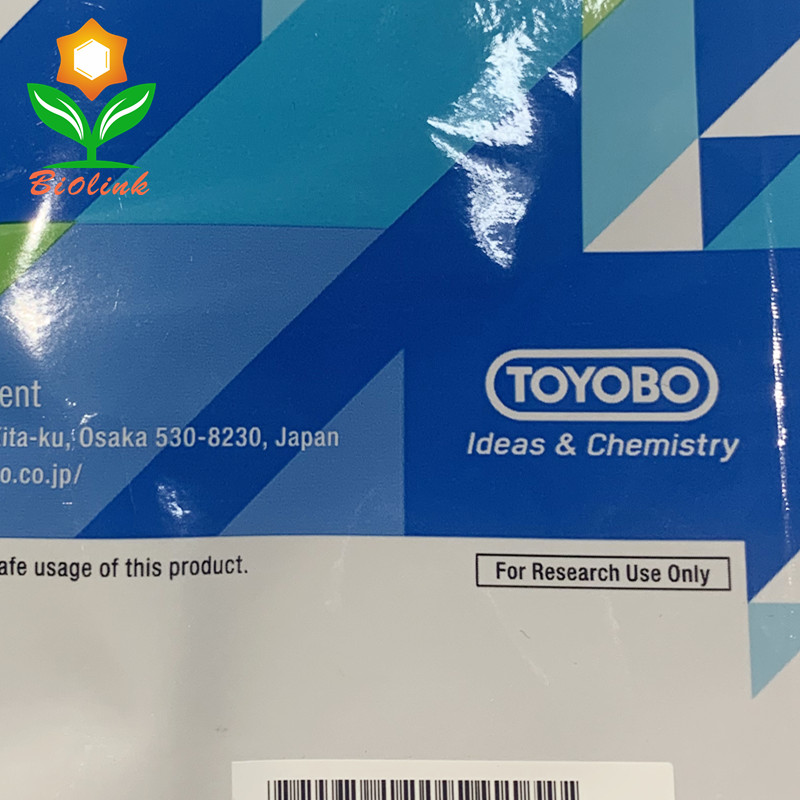 Biolink
TOYOBO
Ideas & Chemistry
ent
ita-ku, Osaka 530-8230, Japan
o.co.jp/
afe usage of this product.
For Research Use Only